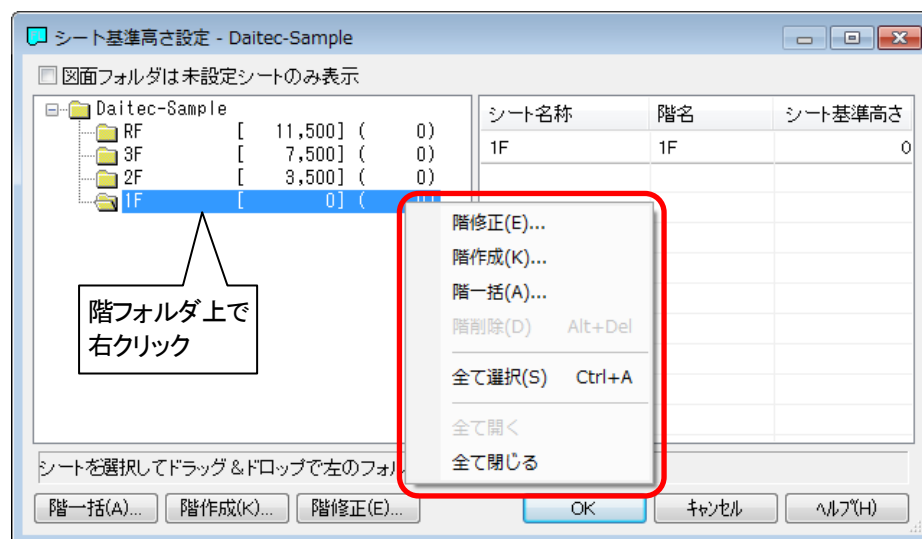 シート基準高さ設定 - Daitec-Sample
図面フォルダは未設定シートのみ表示
Daitec-Sample
RF [ 11,500] ( 0)
3F [ 7,500] ( 0)
2F [ 3,500] ( 0)
1F [ 0] ( 0)
シート名称 階名 シート基準高さ
1F 1F 0
階フォルダ上で
右クリック
階修正(E)...
階作成(K)...
階一括(A)...
階削除(D) Alt+Del
全て選択(S) Ctrl+A
全て開く
全て閉じる
シートを選択してドラッグ&ドロップで左のフォル
階一括(A)... 階作成(K)... 階修正(E)... OK キャンセル ヘルプ(H)